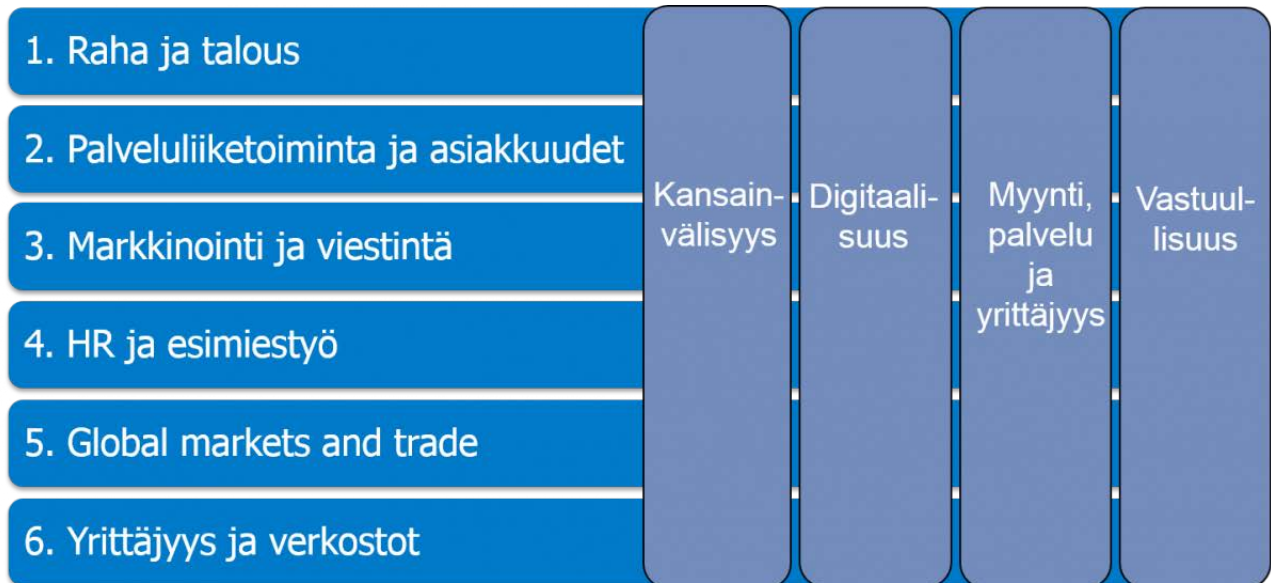 1. Raha ja talous
2. Palveluliiketoiminta ja asiakkuudet
3. Markkinointi ja viestintä
4. HR ja esimiestyö
5. Global markets and trade
6. Yrittäjyys ja verkostot
Kansain-
välisyys
Digitaali-
suus
Myynti,
palvelu
ja
yrittäjyys
Vastuul-
lisuus